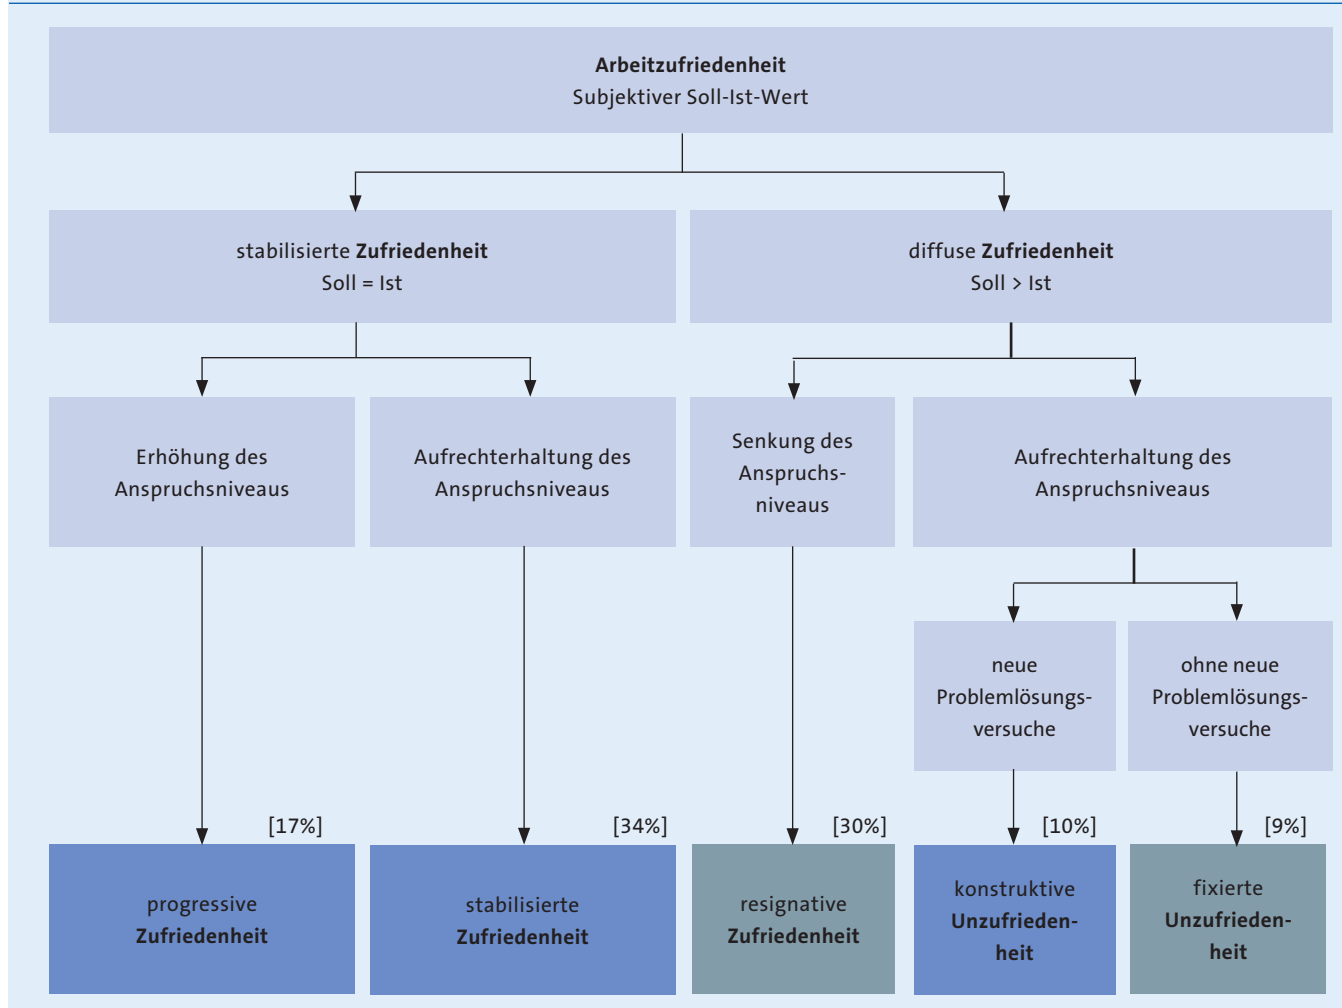 Arbeitzufriedenheit
Subjektiver Soll-Ist-Wert
stabilisierte Zufriedenheit
Soll = Ist
diffuse Zufriedenheit
Soll > Ist
Erhöhung des
Anspruchsniveaus
Aufrechterhaltung des
Anspruchsniveaus
Senkung des
Anspruchs-
niveaus
Aufrechterhaltung des
Anspruchsniveaus
neue
Problemlösungs-
versuche
ohne neue
Problemlösungs-
versuche
[17%]
[34%]
[30%]
[10%]
[9%]
progressive
Zufriedenheit
stabilisierte
Zufriedenheit
resignative
Zufriedenheit
konstruktive
Unzufrieden-
heit
fixierte
Unzufrieden-
heit